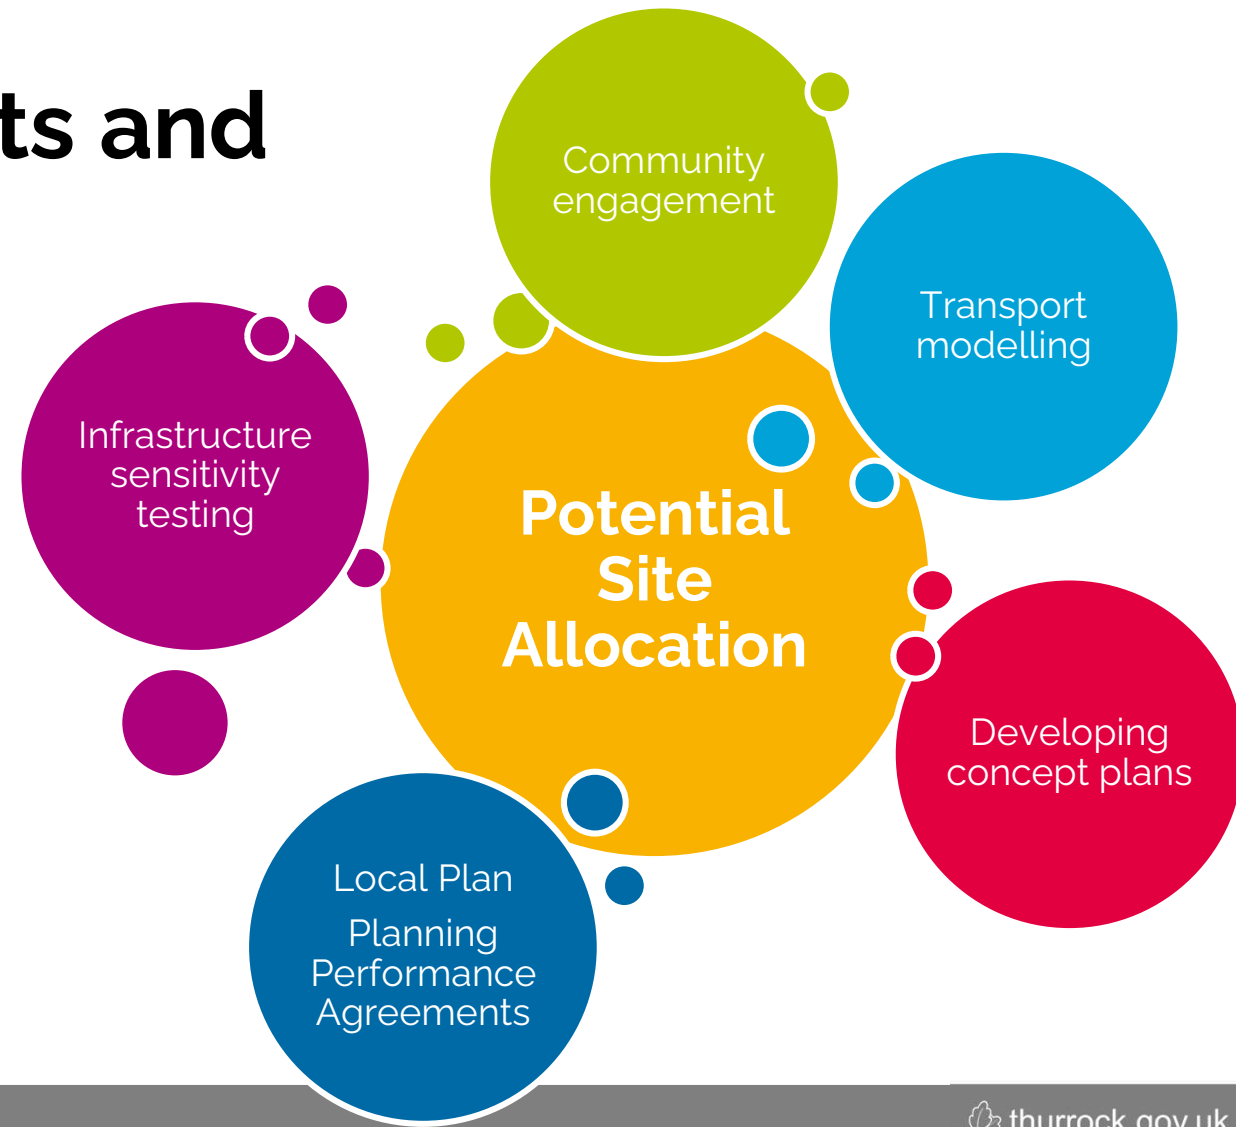 ts and
Community
engagement
Transport
modelling
Infrastructure
sensitivity
testing
Potential
Site
Allocation
Developing
concept plans
Local Plan
Planning
Performance
Agreements
thurrock.gov.uk